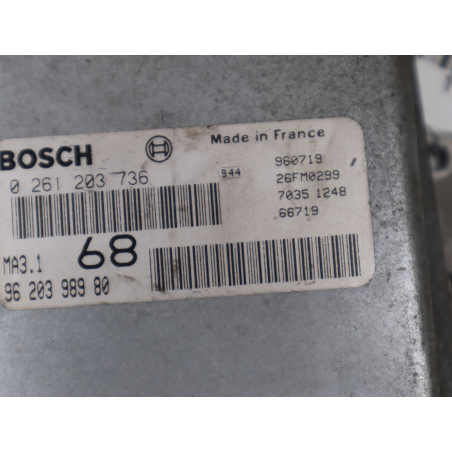 BOSCH
Made in France
0 261 203 736
944
960719
26FM0299
7035 1248
66719
MA3.1
68
96 203 989 80